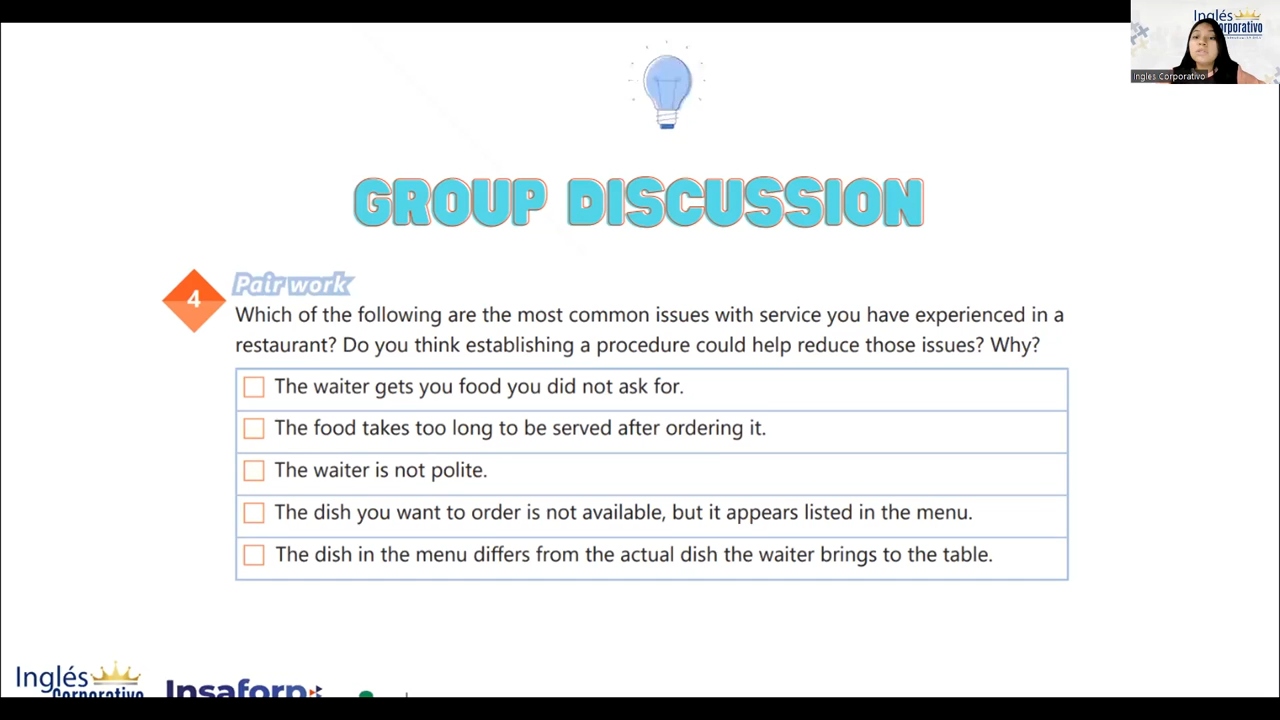 Inglés
Corporativo
Ingles Corporativo
GROUP DISCUSSION
4
Pair work
Which of the following are the most common issues with service you have experienced in a
restaurant? Do you think establishing a procedure could help reduce those issues? Why?
The waiter gets you food you did not ask for.
The food takes too long to be served after ordering it.
The waiter is not polite.
The dish you want to order is not available, but it appears listed in the menu.
The dish in the menu differs from the actual dish the waiter brings to the table.
Inglés
Corporativo
Insaforp